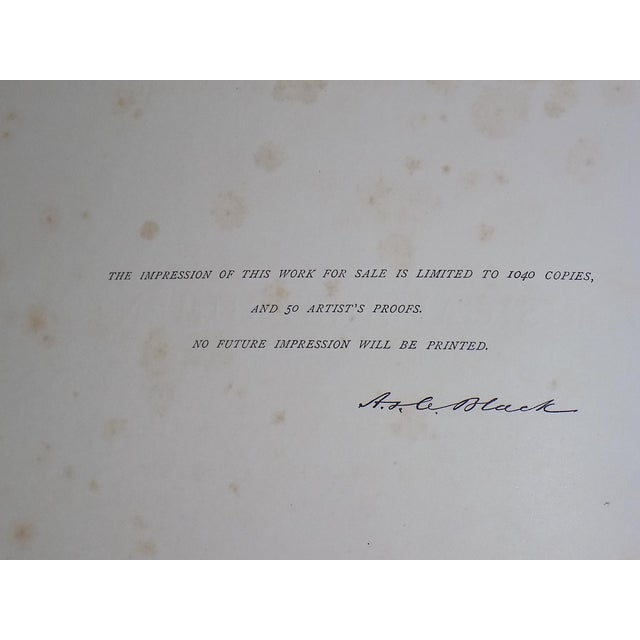 THE IMPRESSION OF THIS WORK FOR SALE IS LIMITED TO 1040 COPIES,
AND 50 ARTIST'S PROOFS.
NO FUTURE IMPRESSION WILL BE PRINTED.
A. & C. Black